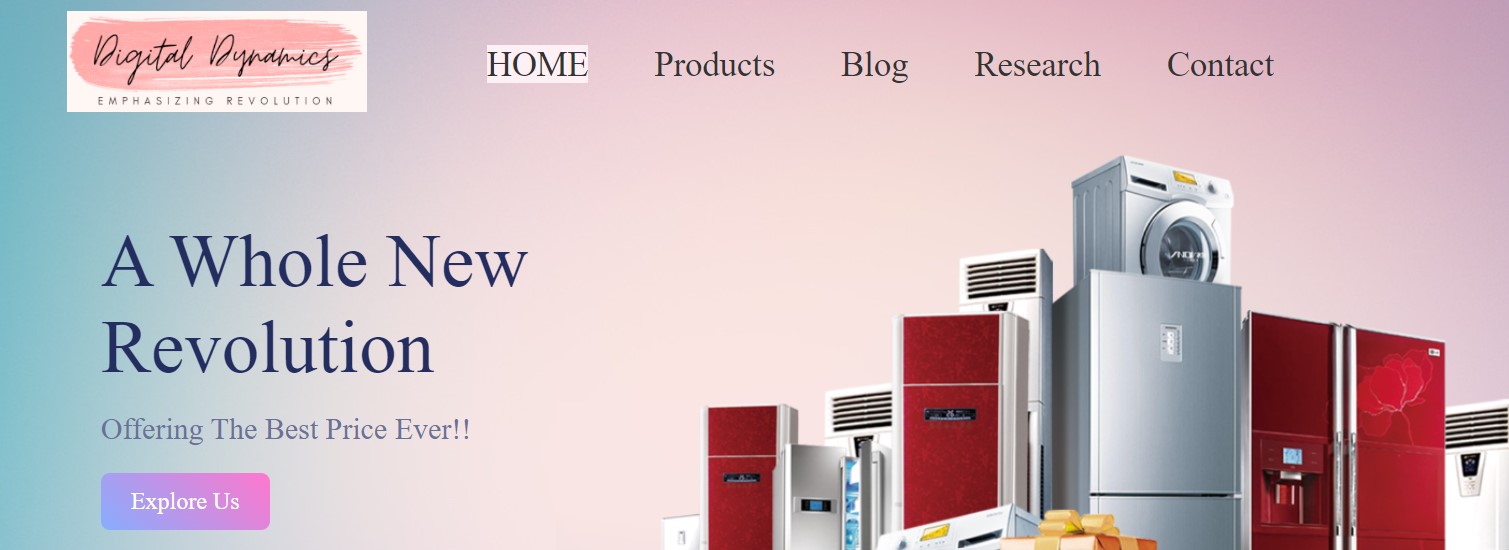 Digital Dynamics
EMPHASIZING REVOLUTION
HOME Products Blog Research Contact
A Whole New
Revolution
Offering The Best Price Ever!!
Explore Us